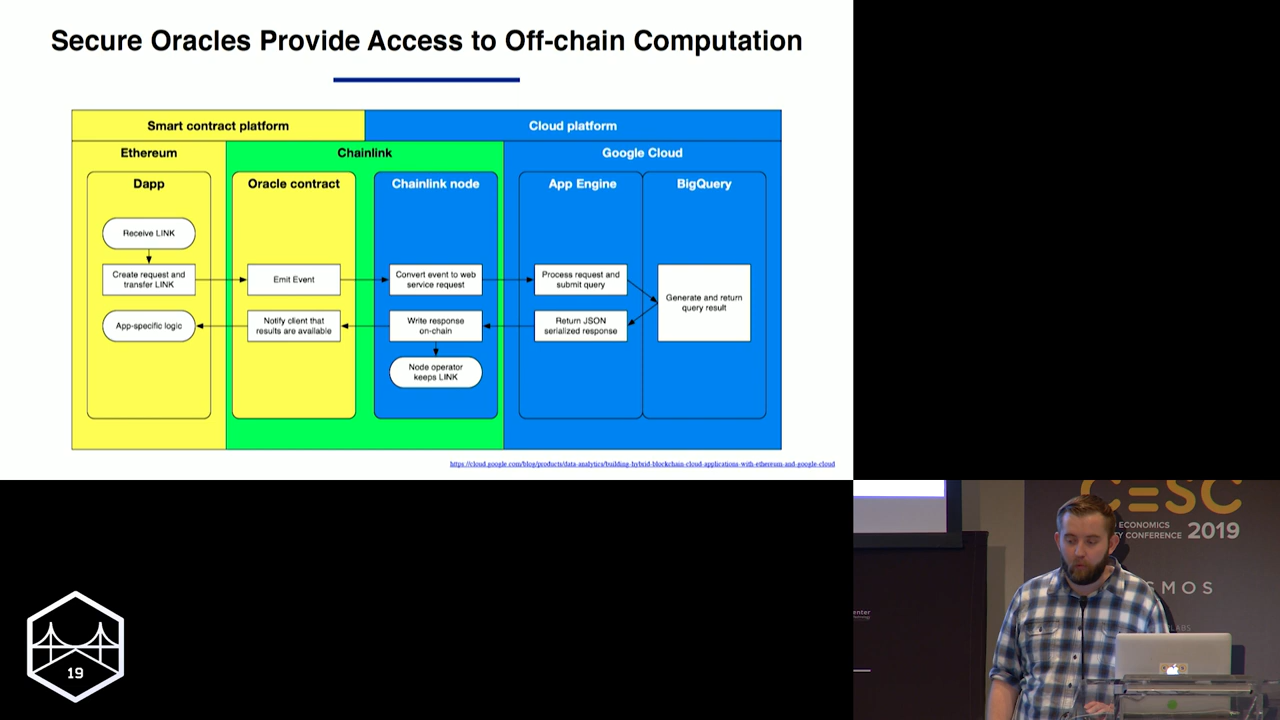 Secure Oracles Provide Access to Off-chain Computation
Smart contract platform
Cloud platform
Ethereum
Chainlink
Google Cloud
Dapp
Oracle contract
Chainlink node
App Engine
BigQuery
Receive LINK
Create request and
transfer LINK
Emit Event
Convert event to web
service request
Process request and
submit query
Generate and return
query result
App-specific logic
Notify client that
results are available
Write response
on-chain
Return JSON
serialized response
Node operator
keeps LINK
https://cloud.google.com/blog/products/data-analytics/building-hybrid-blockchain-cloud-applications-with-ethereum-and-google-cloud
19
CESC
ECONOMICS
CONFERENCE 2019